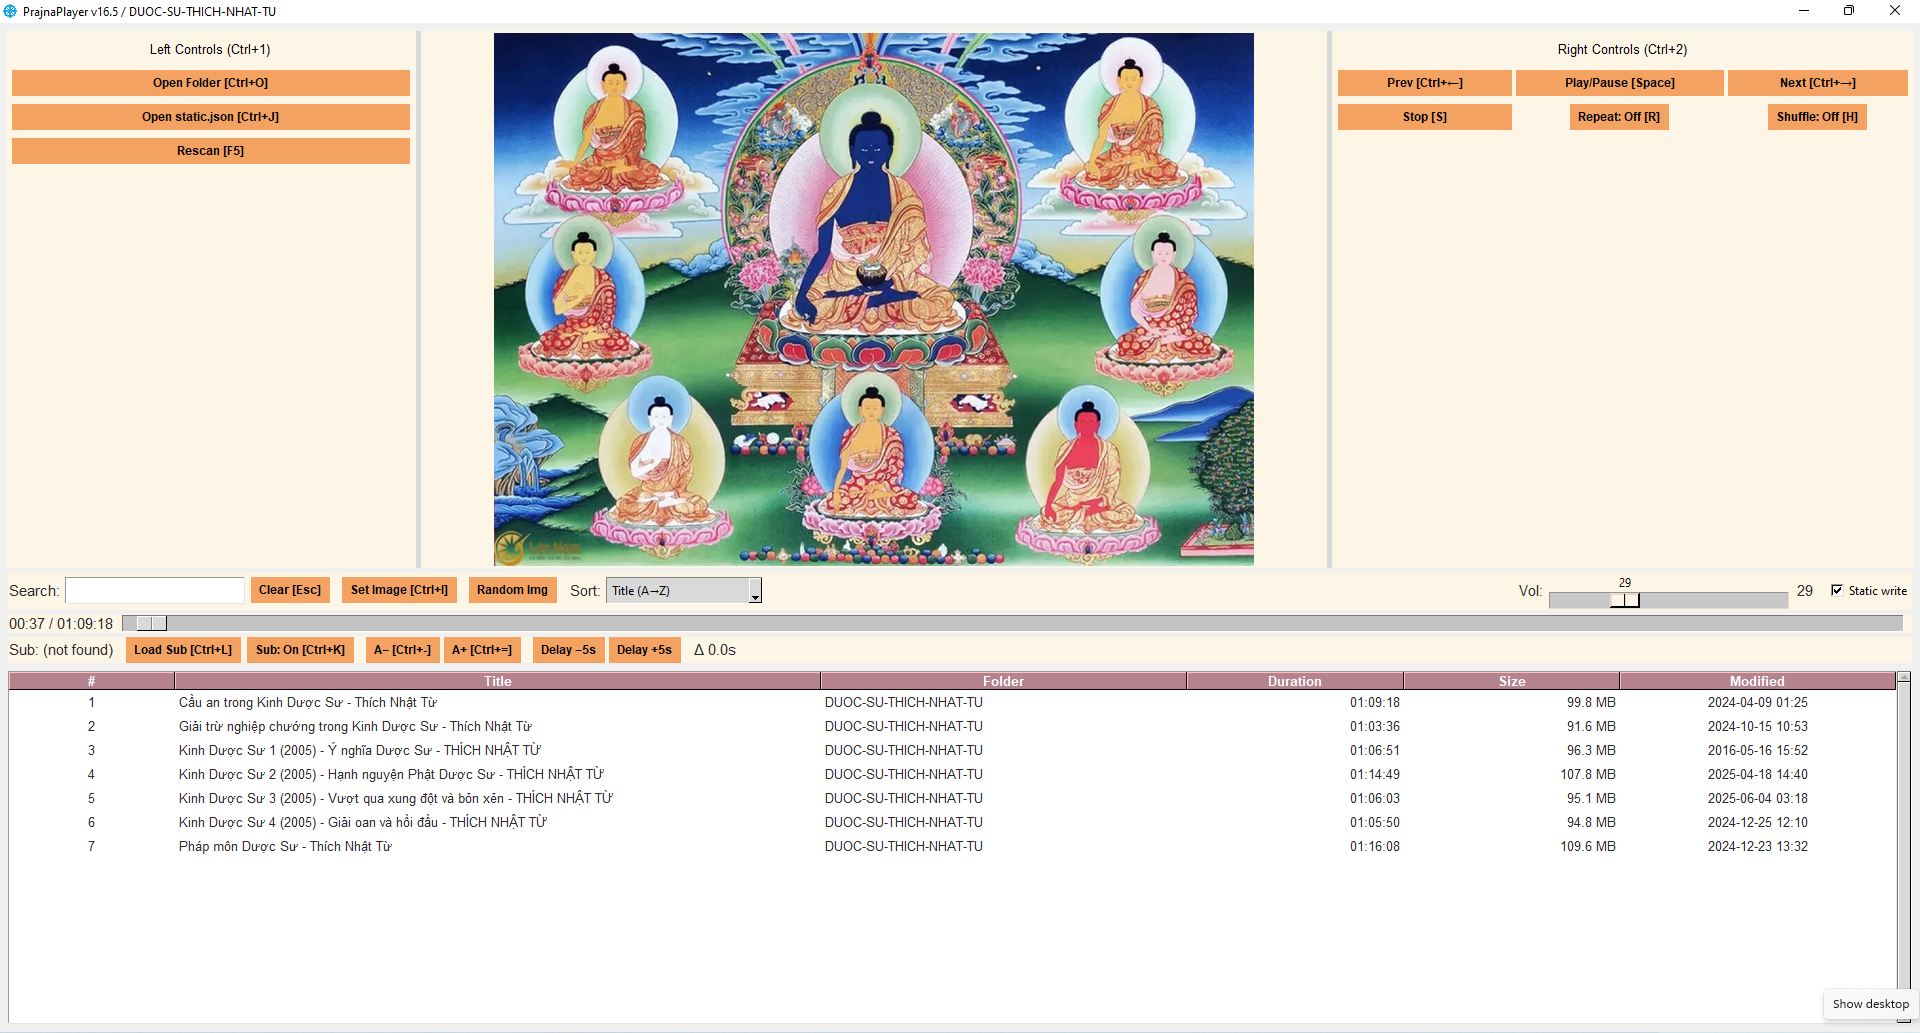 PrajnaPlayer v16.5 / DUOC-SU-THICH-NHAT-TU
Left Controls (Ctrl+1)
Open Folder [Ctrl+O]
Open static.json [Ctrl+J]
Rescan [F5]
Right Controls (Ctrl+2)
Prev [Ctrl+←] Play/Pause [Space] Next [Ctrl+→]
Stop [S] Repeat: Off [R] Shuffle: Off [H]
Search: Clear [Esc] Set Image [Ctrl+I] Random Img Sort: Title (A→Z) Vol: 29 29 Static write
00:37 / 01:09:18
Sub: (not found) Load Sub [Ctrl+L] Sub: On [Ctrl+K] A− [Ctrl+-] A+ [Ctrl+=] Delay −5s Delay +5s Δ 0.0s
# Title Folder Duration Size Modified
1 Cầu an trong Kinh Dược Sư - Thích Nhật Từ DUOC-SU-THICH-NHAT-TU 01:09:18 99.8 MB 2024-04-09 01:25
2 Giải trừ nghiệp chướng trong Kinh Dược Sư - Thích Nhật Từ DUOC-SU-THICH-NHAT-TU 01:03:36 91.6 MB 2024-10-15 10:53
3 Kinh Dược Sư 1 (2005) - Ý nghĩa Dược Sư - THÍCH NHẬT TỪ DUOC-SU-THICH-NHAT-TU 01:06:51 96.3 MB 2016-05-16 15:52
4 Kinh Dược Sư 2 (2005) - Hạnh nguyện Phật Dược Sư - THÍCH NHẬT TỪ DUOC-SU-THICH-NHAT-TU 01:14:49 107.8 MB 2025-04-18 14:40
5 Kinh Dược Sư 3 (2005) - Vượt qua xung đột và bỏn xẻn - THÍCH NHẬT TỪ DUOC-SU-THICH-NHAT-TU 01:06:03 95.1 MB 2025-06-04 03:18
6 Kinh Dược Sư 4 (2005) - Giải oan và hồi đầu - THÍCH NHẬT TỪ DUOC-SU-THICH-NHAT-TU 01:05:50 94.8 MB 2024-12-25 12:10
7 Pháp môn Dược Sư - Thích Nhật Từ DUOC-SU-THICH-NHAT-TU 01:16:08 109.6 MB 2024-12-23 13:32
Show desktop